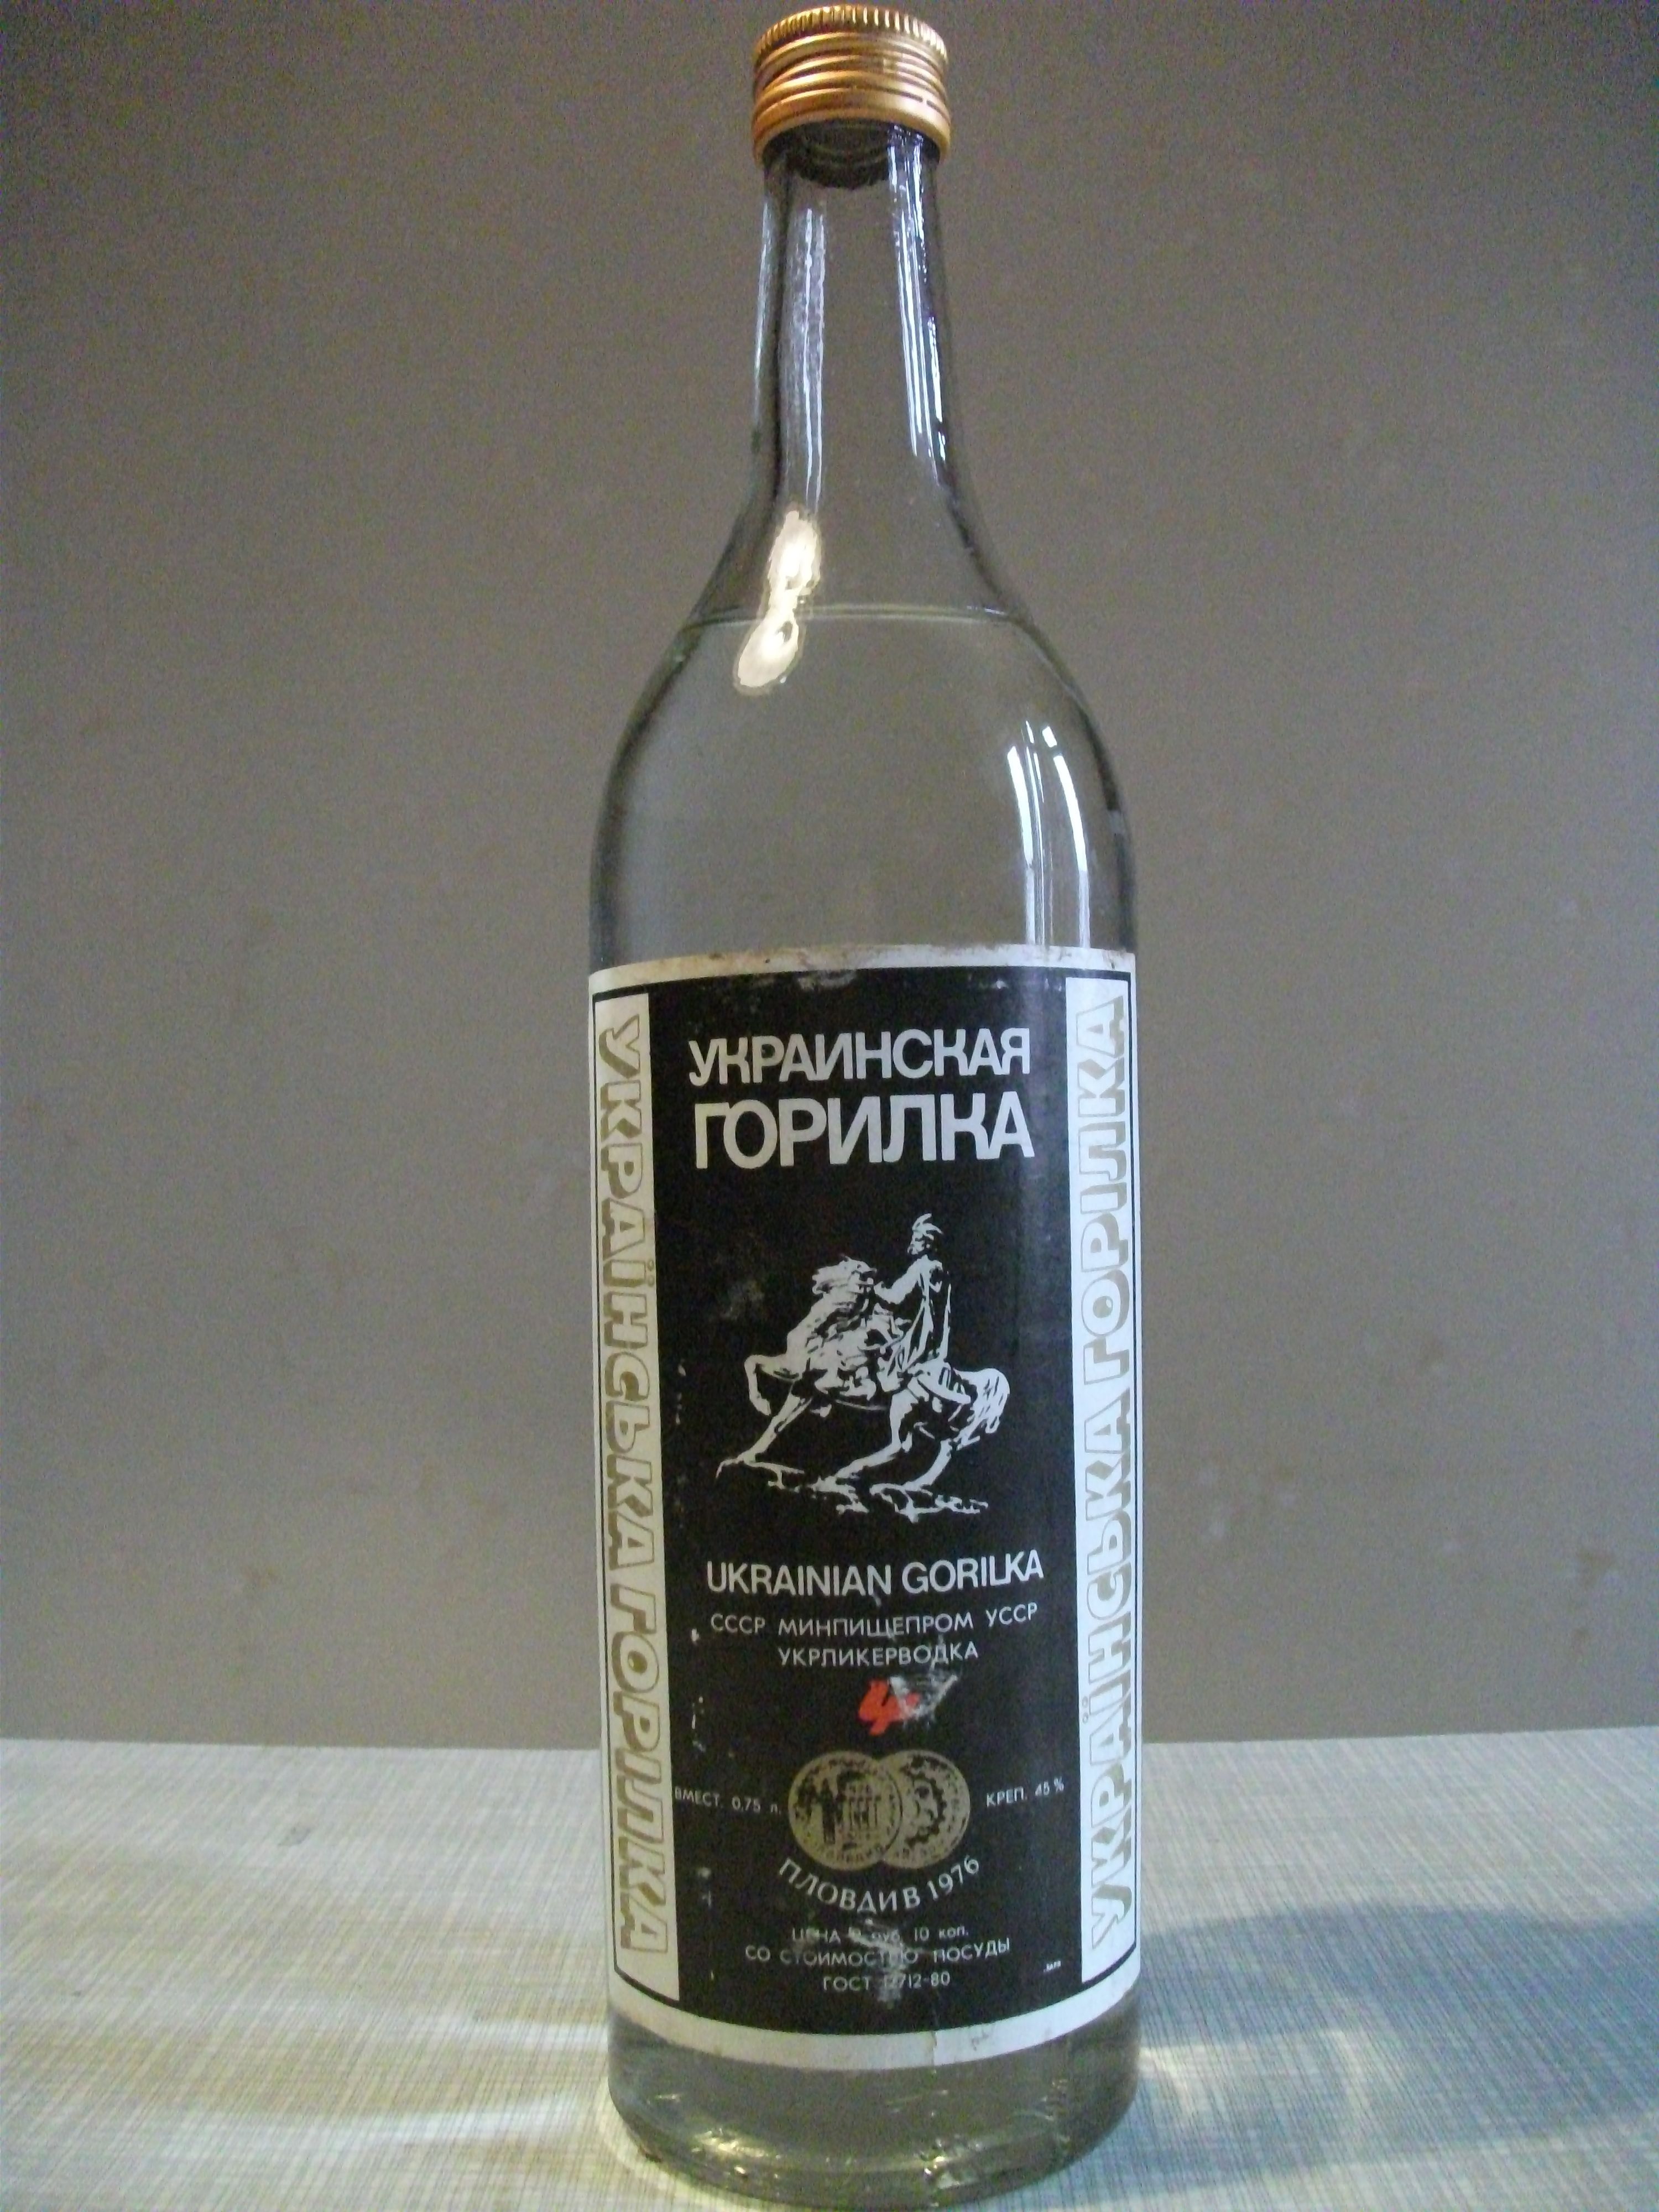 УКРАЇНСЬКА ГОРІЛКА
УКРАИНСКАЯ
ГОРИЛКА
UKRAINIAN GORILKA
СССР МИНПИЩЕПРОМ УССР
УКРЛИКЕРВОДКА
ВМЕСТ. 0,75 л.
КРЕП. 45 %
ПЛОВДИВ 1976
ЦЕНА руб. 10 коп.
СО СТОИМОСТЬЮ ПОСУДЫ
ГОСТ 12712-80
УКРАЇНСЬКА ГОРІЛКА